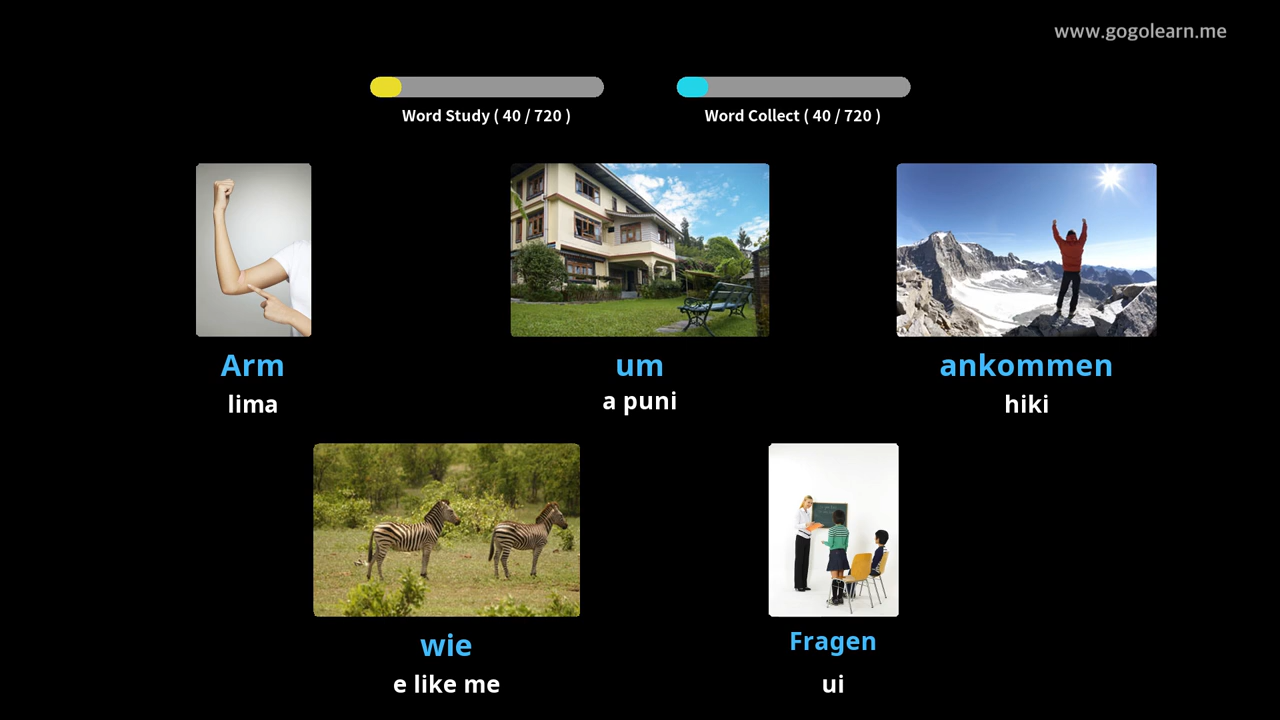 www.gogolearn.me
Word Study ( 40 / 720 )
Word Collect ( 40 / 720 )
Arm
lima
um
a puni
ankommen
hiki
wie
e like me
Fragen
ui